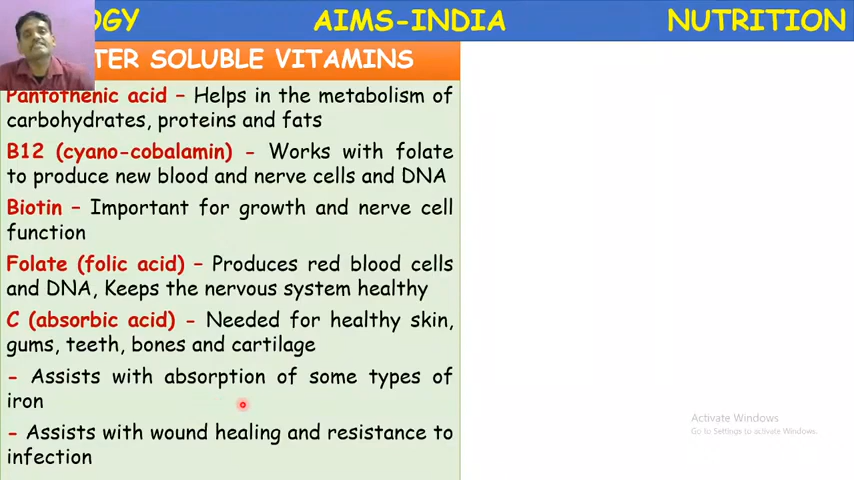 OGY AIMS-INDIA NUTRITION
TER SOLUBLE VITAMINS
Pantothenic acid – Helps in the metabolism of
carbohydrates, proteins and fats
B12 (cyano-cobalamin) - Works with folate
to produce new blood and nerve cells and DNA
Biotin – Important for growth and nerve cell
function
Folate (folic acid) – Produces red blood cells
and DNA, Keeps the nervous system healthy
C (absorbic acid) - Needed for healthy skin,
gums, teeth, bones and cartilage
- Assists with absorption of some types of
iron
- Assists with wound healing and resistance to
infection
Activate Windows
Go to Settings to activate Windows.